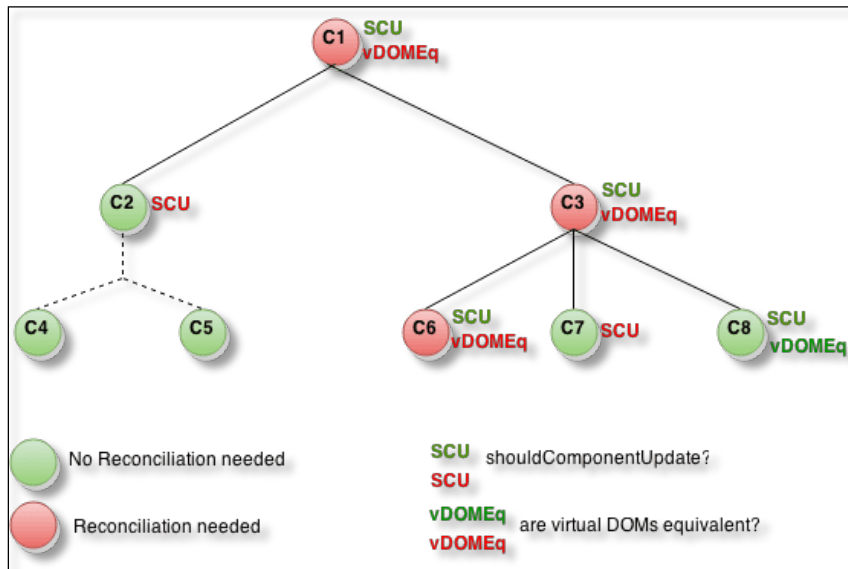 C1 SCU
vDOMEq
C2 SCU
C3 SCU
vDOMEq
C4
C5
C6 SCU
vDOMEq
C7 SCU
C8 SCU
vDOMEq
No Reconciliation needed
Reconciliation needed
SCU shouldComponentUpdate?
SCU
vDOMEq are virtual DOMs equivalent?
vDOMEq